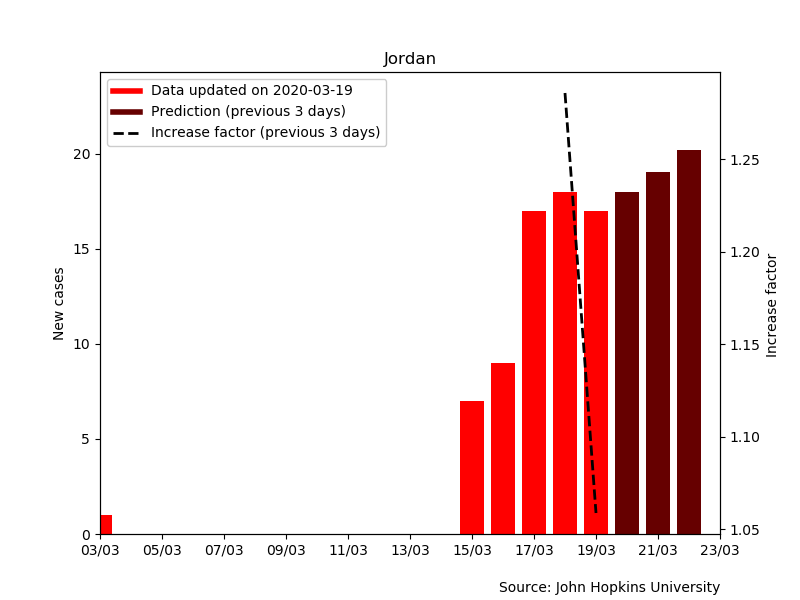 Jordan
Data updated on 2020-03-19
Prediction (previous 3 days)
Increase factor (previous 3 days)
New cases
20
15
10
5
0
1.25
1.20
1.15
1.10
1.05
Increase factor
03/03 05/03 07/03 09/03 11/03 13/03 15/03 17/03 19/03 21/03 23/03
Source: John Hopkins University